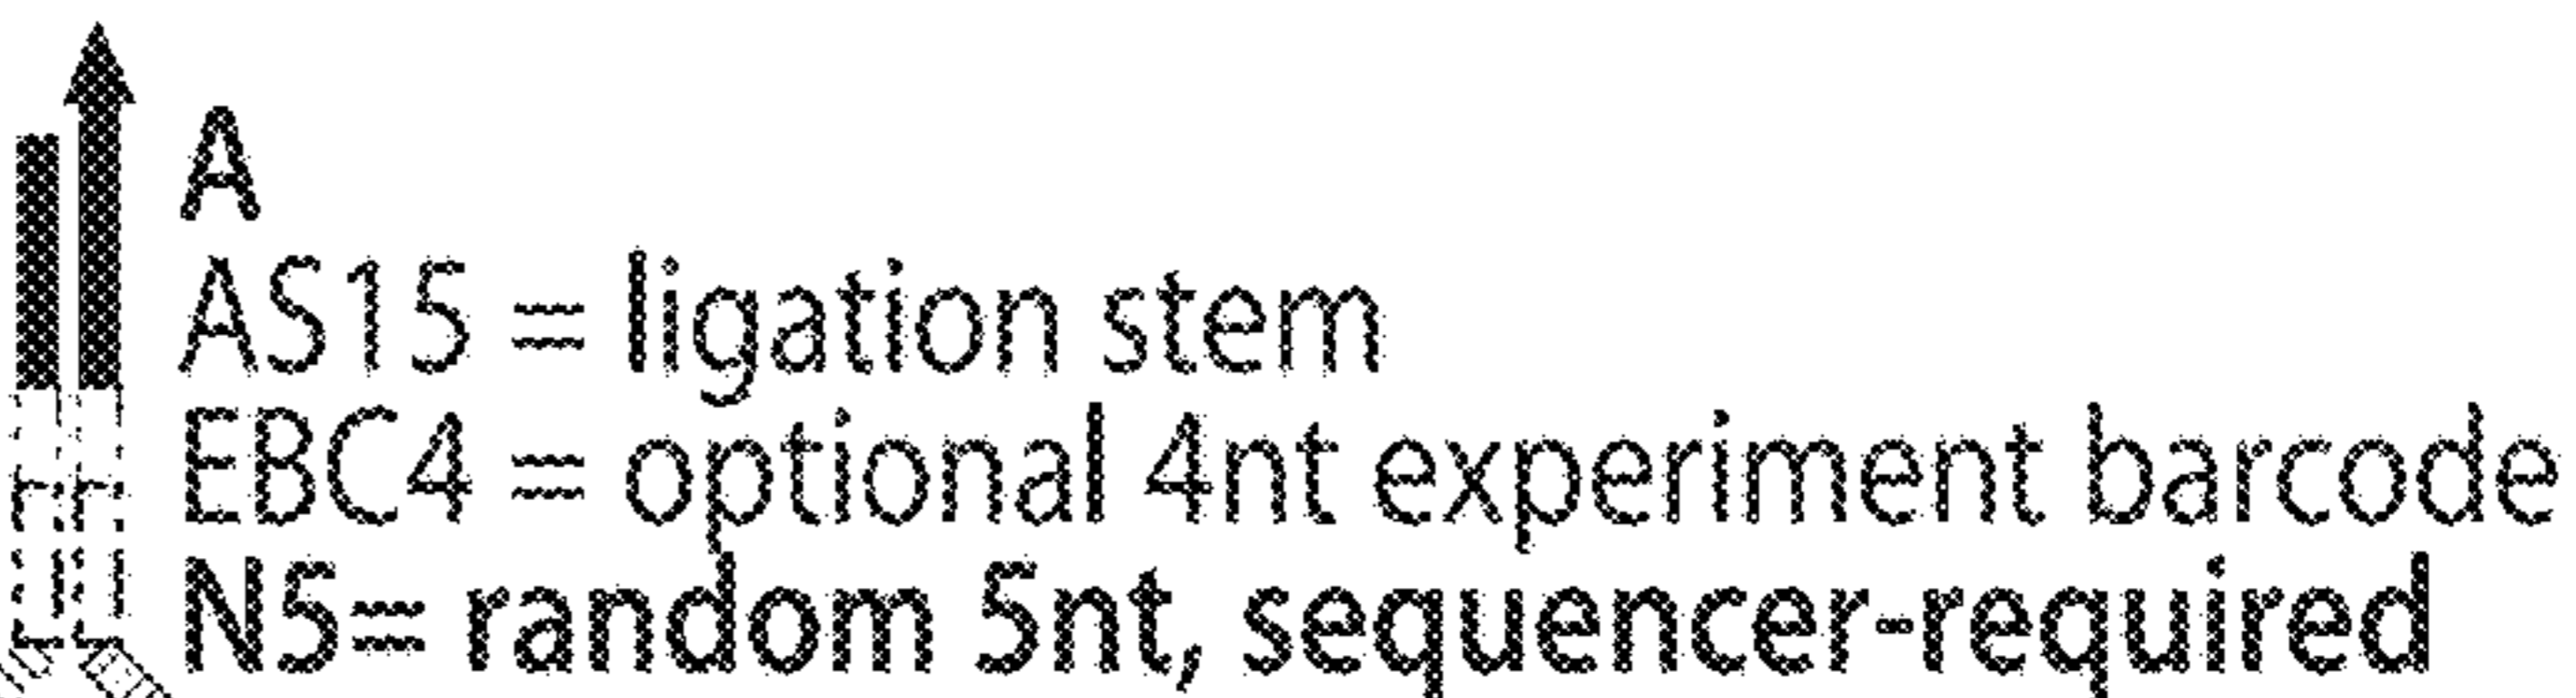 A
AS15 = ligation stem
EBC4 = optional 4nt experiment barcode
N5= random 5nt, sequencer-required